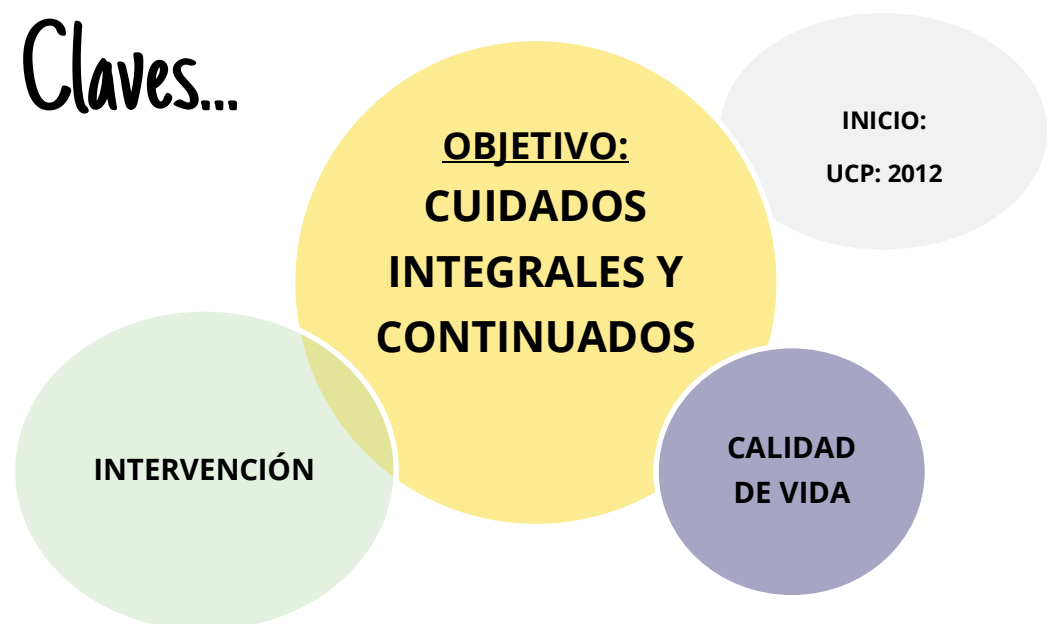 Claves...
OBJETIVO:
CUIDADOS
INTEGRALES Y
CONTINUADOS
INICIO:
UCP: 2012
INTERVENCIÓN
CALIDAD
DE VIDA